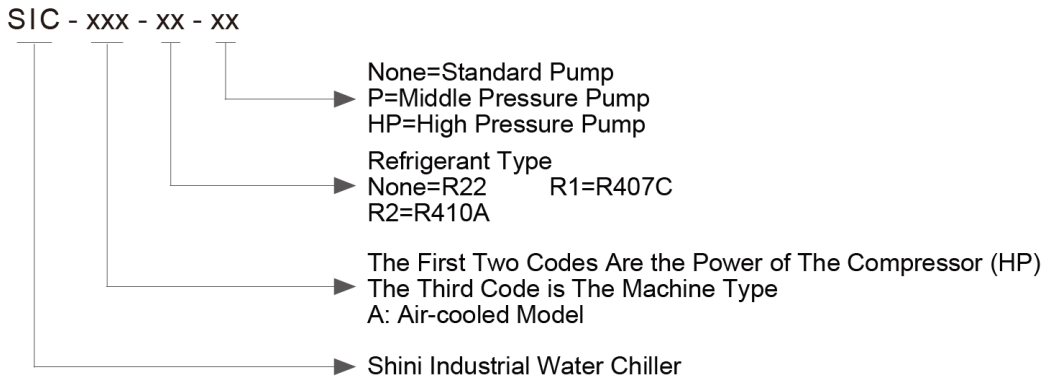 SIC - xxx - xx - xx
None=Standard Pump
P=Middle Pressure Pump
HP=High Pressure Pump
Refrigerant Type
None=R22 R1=R407C
R2=R410A
The First Two Codes Are the Power of The Compressor (HP)
The Third Code is The Machine Type
A: Air-cooled Model
Shini Industrial Water Chiller